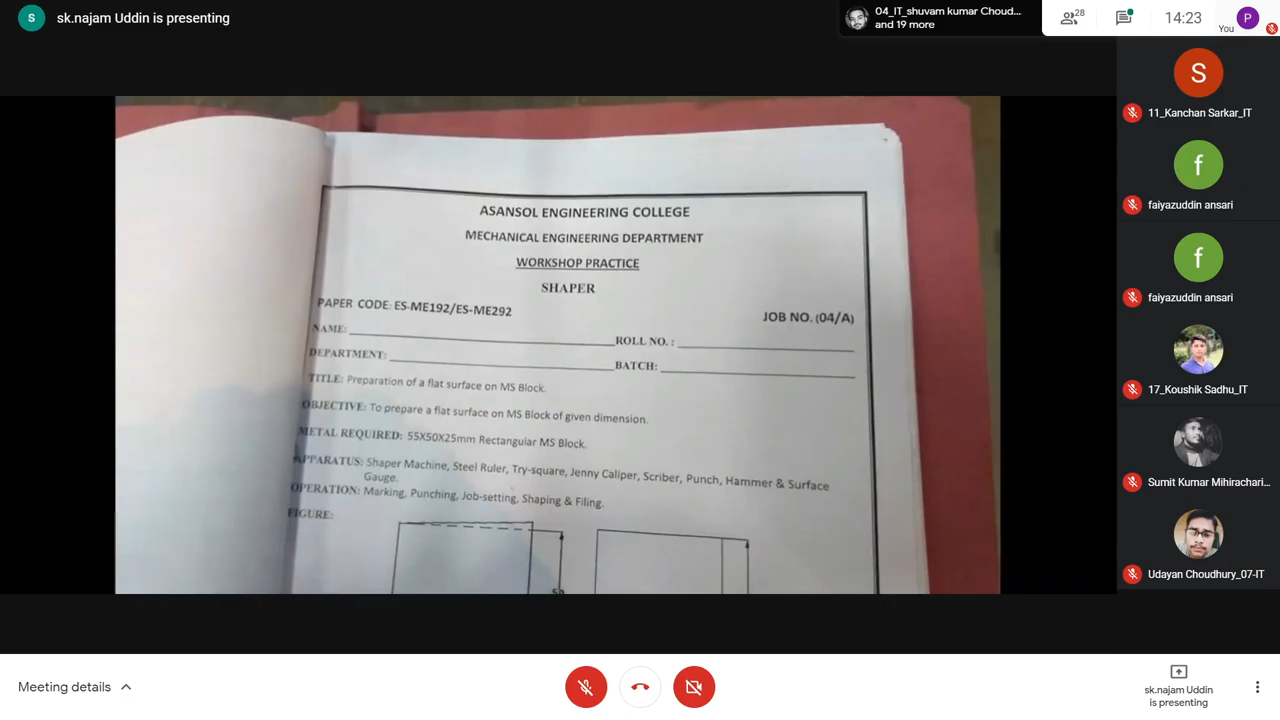 S
sk.najam Uddin is presenting
04_IT_shuvam kumar Choud...
and 19 more
28
14:23
You
P
S
11_Kanchan Sarkar_IT
f
faiyazuddin ansari
f
faiyazuddin ansari
17_Koushik Sadhu_IT
Sumit Kumar Mihirachari...
Udayan Choudhury_07-IT
ASANSOL ENGINEERING COLLEGE
MECHANICAL ENGINEERING DEPARTMENT
WORKSHOP PRACTICE
SHAPER
PAPER CODE: ES-ME192/ES-ME292
JOB NO. (04/A)
NAME: ROLL NO. :
DEPARTMENT: BATCH:
TITLE: Preparation of a flat surface on MS Block.
OBJECTIVE: To prepare a flat surface on MS Block of given dimension.
METAL REQUIRED: 55X50X25mm Rectangular MS Block.
APPARATUS: Shaper Machine, Steel Ruler, Try-square, Jenny Caliper, Scriber, Punch, Hammer & Surface
Gauge.
OPERATION: Marking, Punching, Job-setting, Shaping & Filing.
FIGURE:
Meeting details
sk.najam Uddin
is presenting